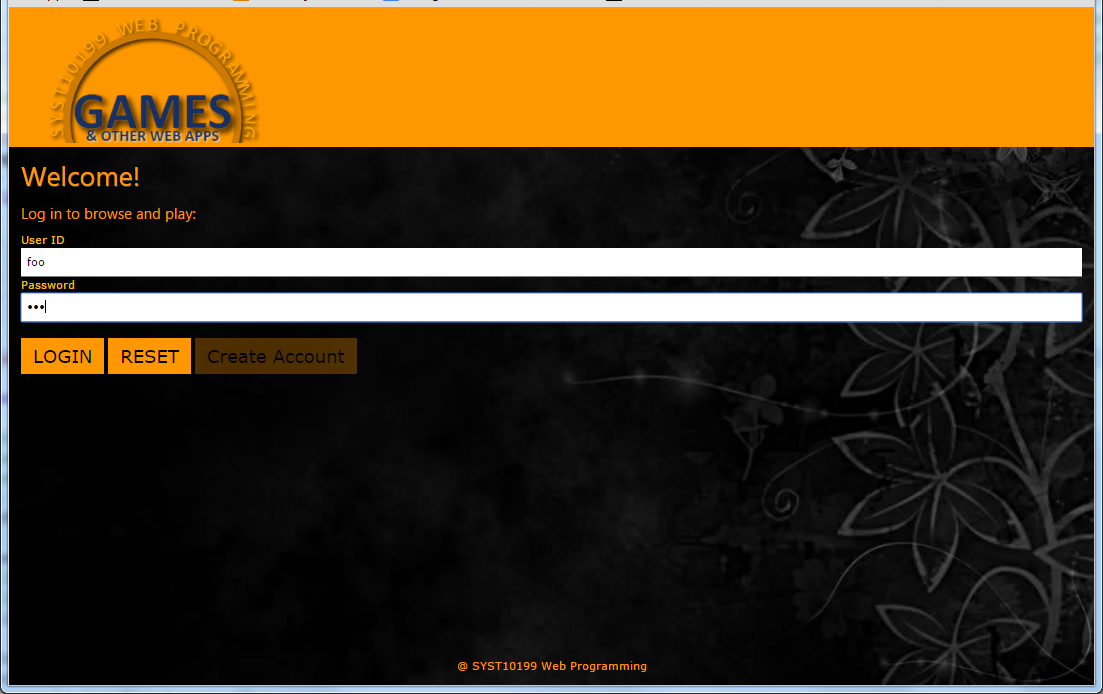 SYST10199 WEB PROGRAMMING
GAMES
& OTHER WEB APPS
Welcome!
Log in to browse and play:
User ID
foo
Password
•••
LOGIN RESET Create Account
@ SYST10199 Web Programming